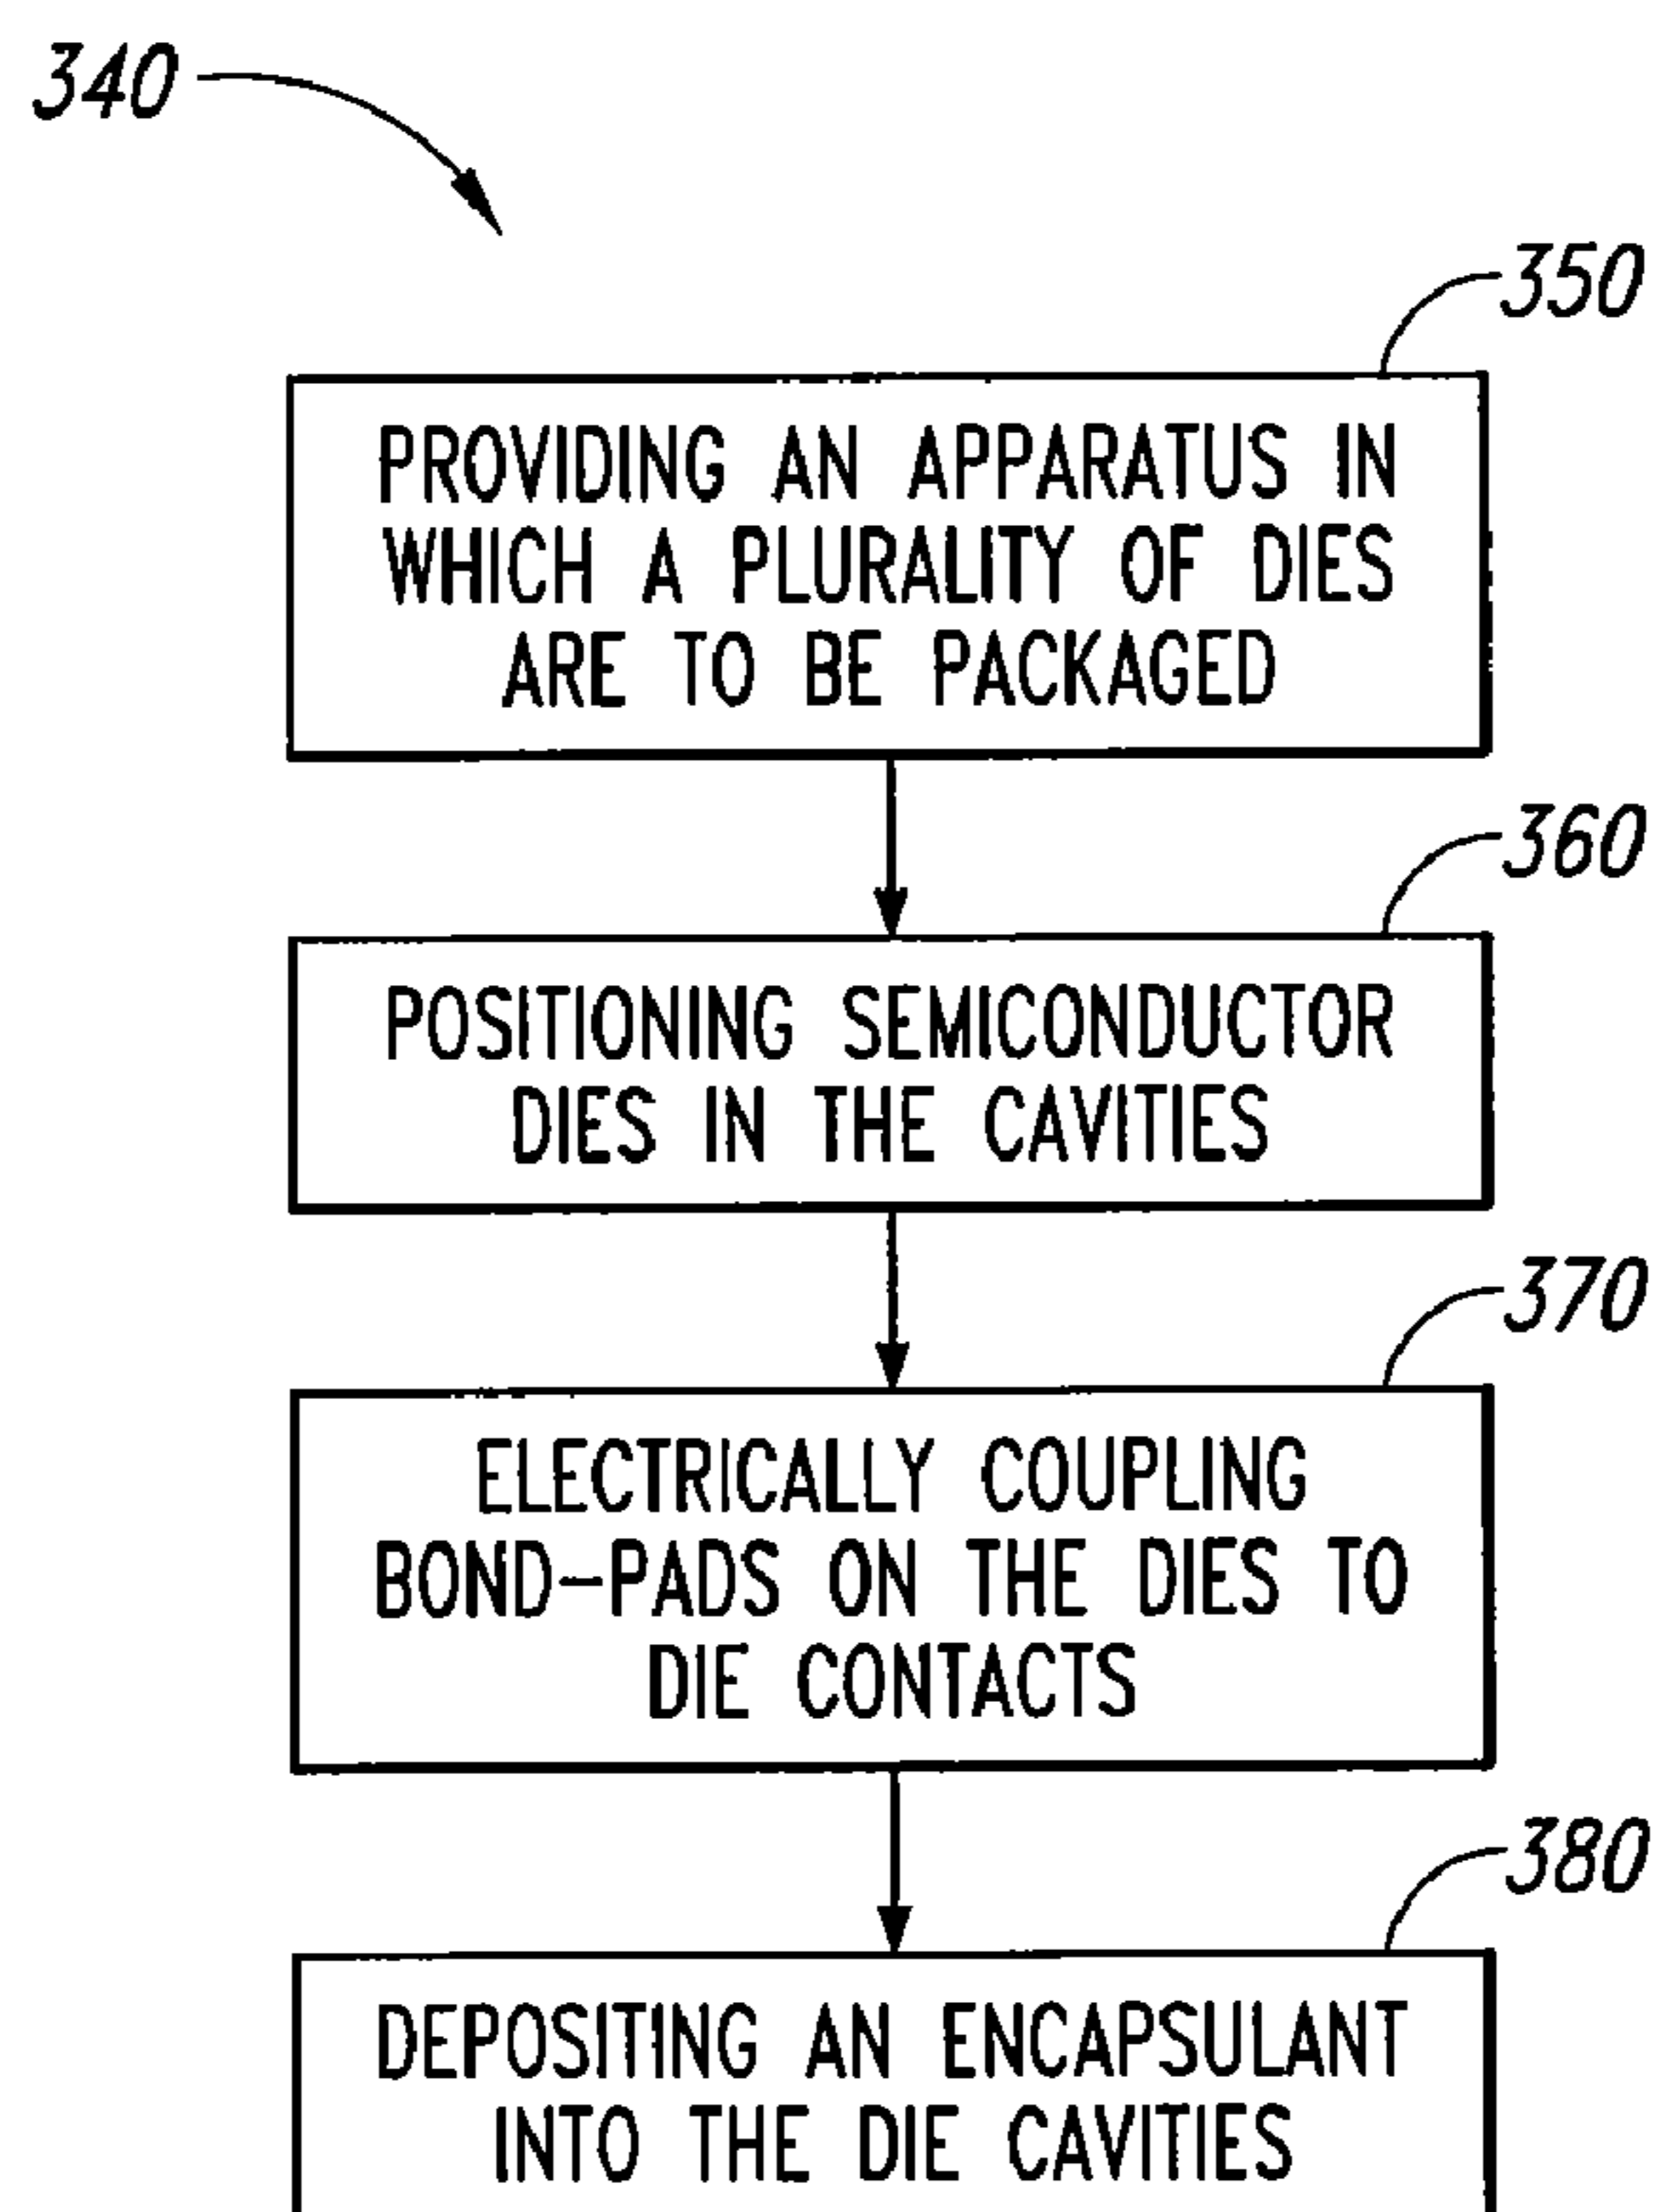 340
350
PROVIDING AN APPARATUS IN
WHICH A PLURALITY OF DIES
ARE TO BE PACKAGED
360
POSITIONING SEMICONDUCTOR
DIES IN THE CAVITIES
370
ELECTRICALLY COUPLING
BOND-PADS ON THE DIES TO
DIE CONTACTS
380
DEPOSITING AN ENCAPSULANT
INTO THE DIE CAVITIES